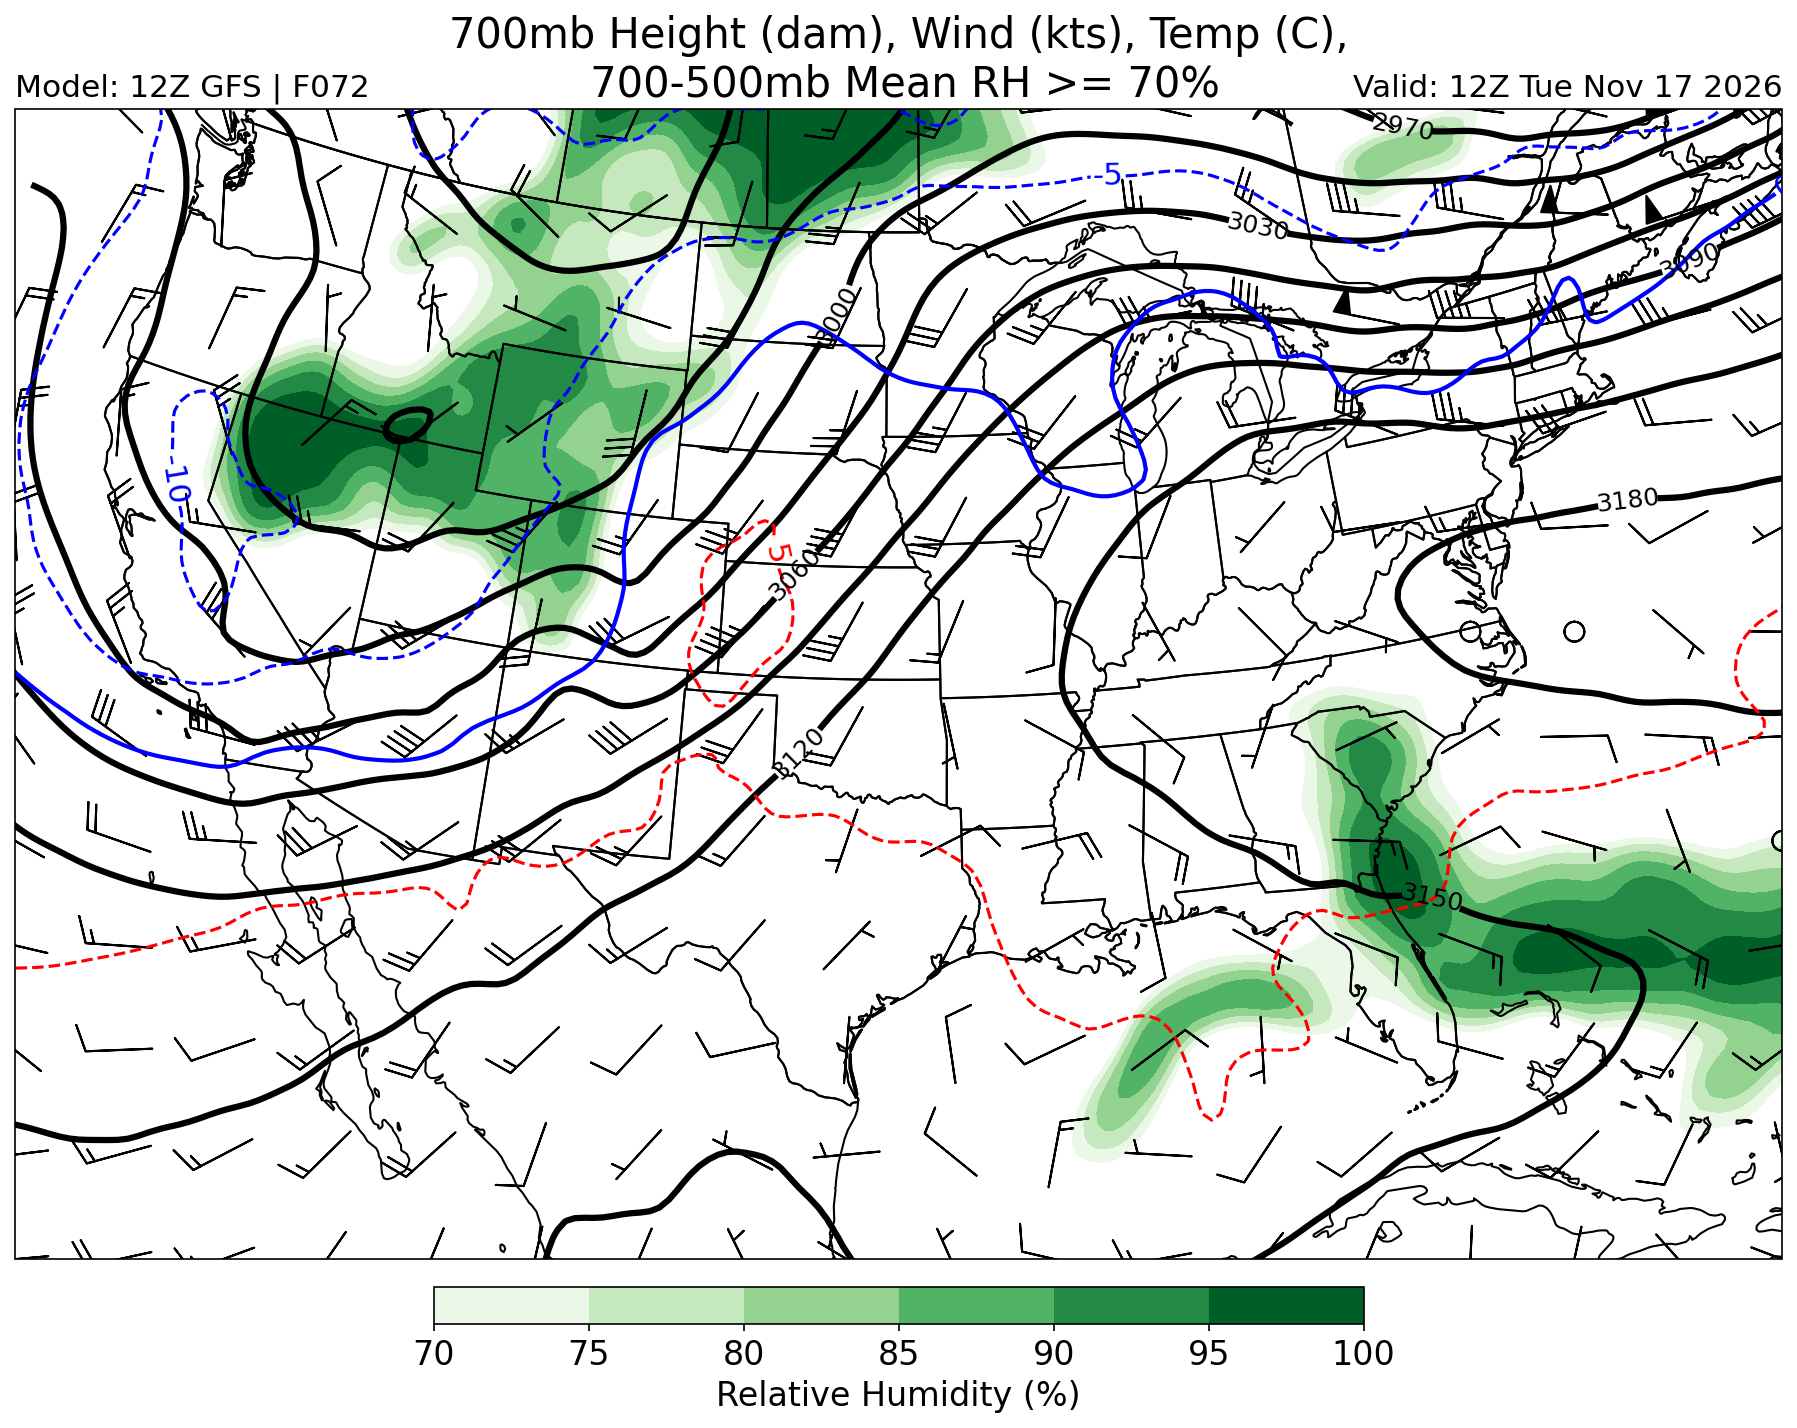 700mb Height (dam), Wind (kts), Temp (C),
700-500mb Mean RH >= 70%
Model: 12Z GFS | F072
Valid: 12Z Tue Nov 17 2026
2970
-5
3030
3090
3000
-10
3180
5
3060
3120
3150
70 75 80 85 90 95 100
Relative Humidity (%)